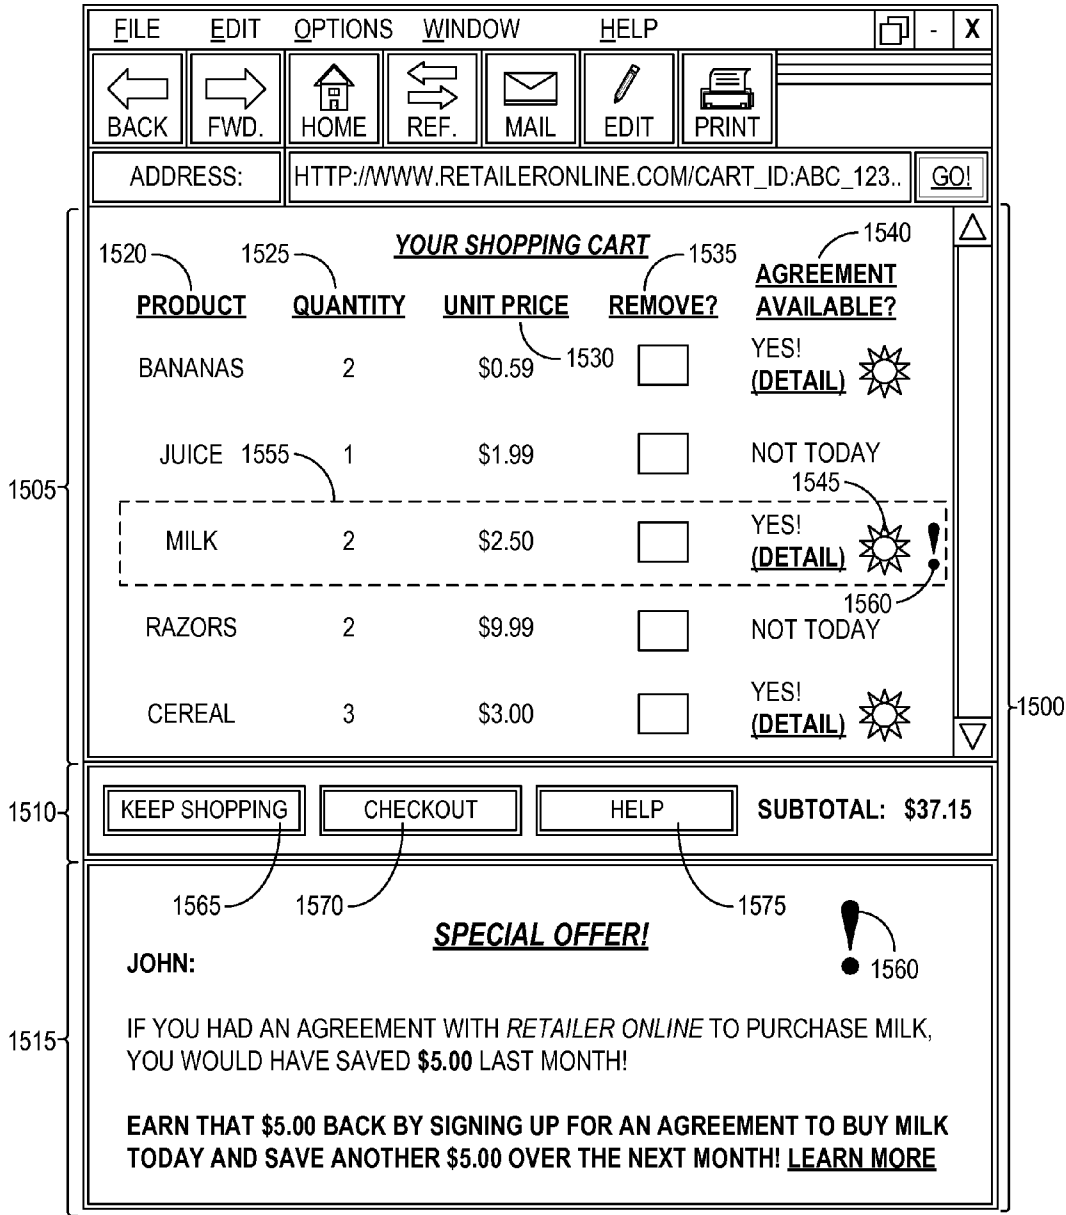 FILE EDIT OPTIONS WINDOW HELP - X
BACK FWD. HOME REF. MAIL EDIT PRINT
ADDRESS: HTTP://WWW.RETAILERONLINE.COM/CART_ID:ABC_123.. GO!
YOUR SHOPPING CART
1520 1525 1535 1540
PRODUCT QUANTITY UNIT PRICE REMOVE? AGREEMENT AVAILABLE?
1530
BANANAS 2 $0.59 YES! (DETAIL)
JUICE 1555 1 $1.99 NOT TODAY
1505 1545
MILK 2 $2.50 YES! (DETAIL) !
1560
RAZORS 2 $9.99 NOT TODAY
CEREAL 3 $3.00 YES! (DETAIL)
1500
1510 KEEP SHOPPING CHECKOUT HELP SUBTOTAL: $37.15
1565 1570 1575
SPECIAL OFFER! !
JOHN: 1560
1515
IF YOU HAD AN AGREEMENT WITH RETAILER ONLINE TO PURCHASE MILK,
YOU WOULD HAVE SAVED $5.00 LAST MONTH!
EARN THAT $5.00 BACK BY SIGNING UP FOR AN AGREEMENT TO BUY MILK
TODAY AND SAVE ANOTHER $5.00 OVER THE NEXT MONTH! LEARN MORE